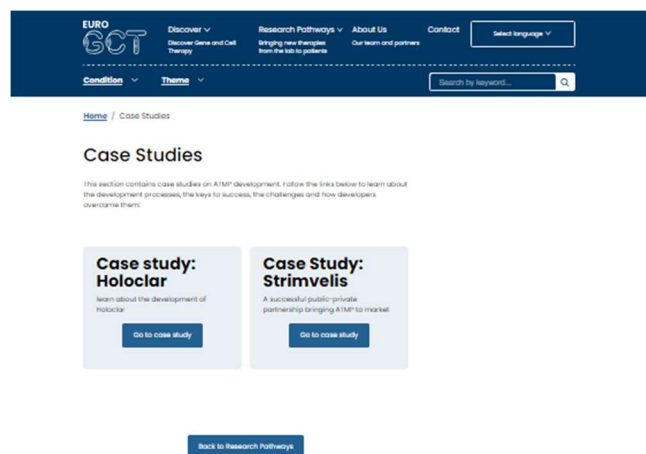 EURO
GCT
Discover
Discover Gene and Cell
Therapy
Research Pathways
Bringing new therapies
from the lab to patients
About Us
Our team and partners
Contact
Select language
Condition
Theme
Search by keyword...
Home / Case Studies
Case Studies
This section contains case studies on ATMP development. Follow the links below to learn about
the development processes, the keys to success, the challenges and how developers
overcame them:
Case study:
Holoclar
learn about the development of
Holoclar
Go to case study
Case Study:
Strimvelis
A successful public-private
partnership bringing ATMP to market
Go to case study
Back to Research Pathways